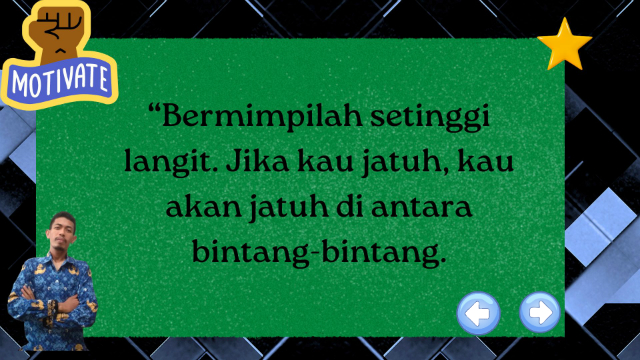 MOTIVATE
“Bermimpilah setinggi
langit. Jika kau jatuh, kau
akan jatuh di antara
bintang-bintang.